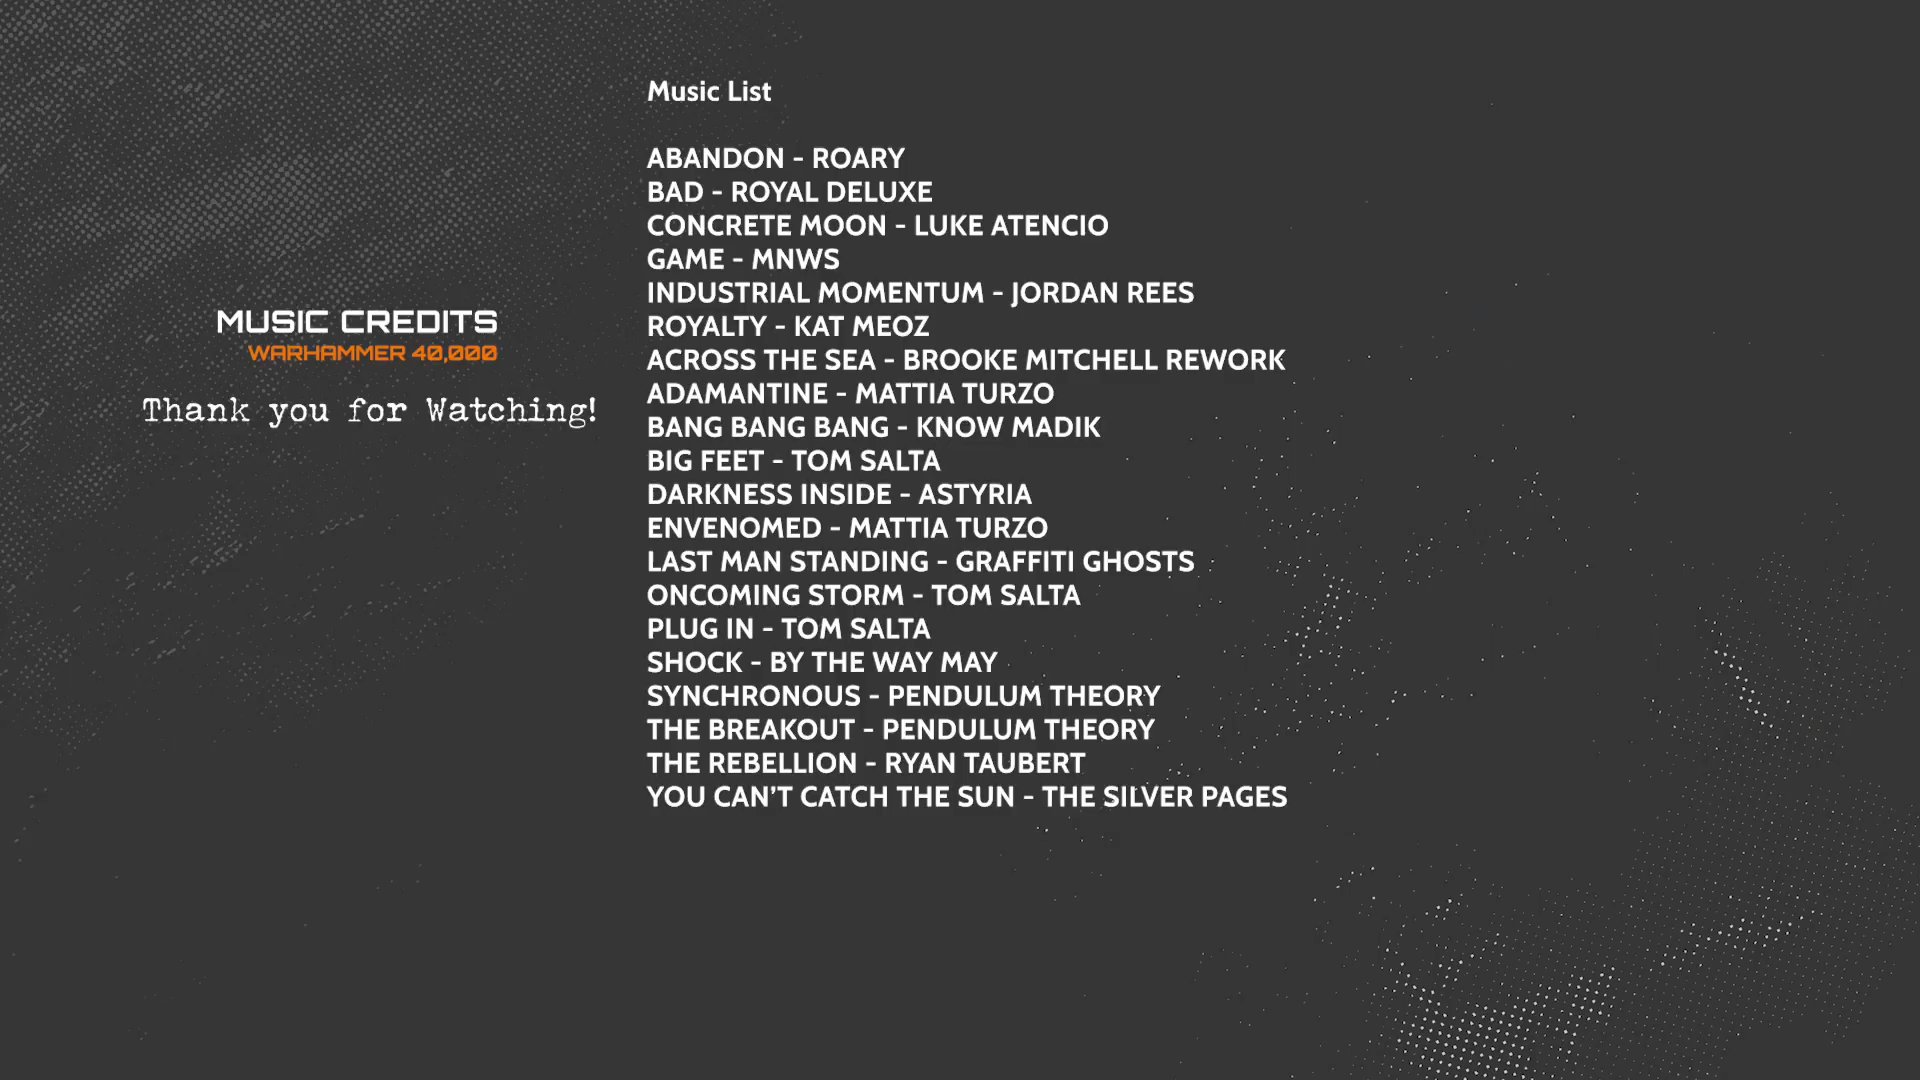 MUSIC CREDITS
WARHAMMER 40,000
Thank you for Watching!
Music List
ABANDON - ROARY
BAD - ROYAL DELUXE
CONCRETE MOON - LUKE ATENCIO
GAME - MNWS
INDUSTRIAL MOMENTUM - JORDAN REES
ROYALTY - KAT MEOZ
ACROSS THE SEA - BROOKE MITCHELL REWORK
ADAMANTINE - MATTIA TURZO
BANG BANG BANG - KNOW MADIK
BIG FEET - TOM SALTA
DARKNESS INSIDE - ASTYRIA
ENVENOMED - MATTIA TURZO
LAST MAN STANDING - GRAFFITI GHOSTS
ONCOMING STORM - TOM SALTA
PLUG IN - TOM SALTA
SHOCK - BY THE WAY MAY
SYNCHRONOUS - PENDULUM THEORY
THE BREAKOUT - PENDULUM THEORY
THE REBELLION - RYAN TAUBERT
YOU CAN’T CATCH THE SUN - THE SILVER PAGES